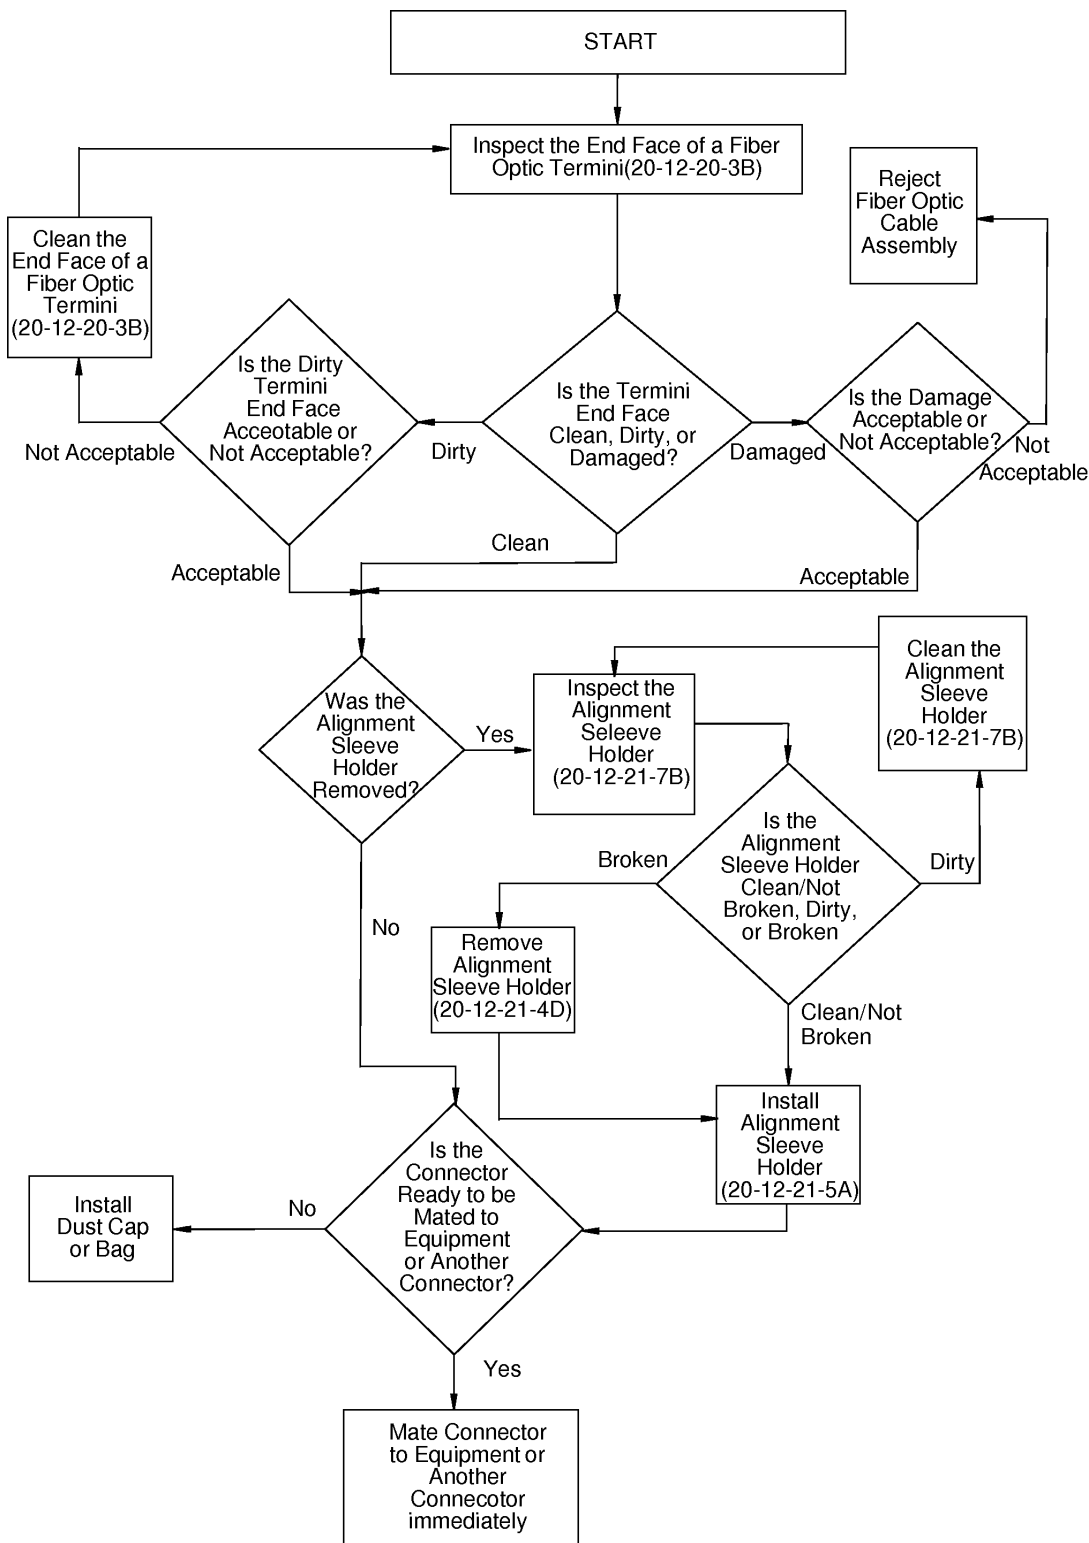 START
Inspect the End Face of a Fiber
Optic Termini(20-12-20-3B)
Reject
Fiber Optic
Cable
Assembly
Clean the
End Face of a
Fiber Optic
Termini
(20-12-20-3B)
Is the Dirty
Termini
End Face
Acceotable or
Not Acceptable?
Is the Termini
End Face
Clean, Dirty, or
Damaged?
Is the Damage
Acceptable or
Not Acceptable?
Not Acceptable
Dirty
Damaged
Not
Acceptable
Clean
Acceptable
Acceptable
Was the
Alignment
Sleeve
Holder
Removed?
Yes
Inspect the
Alignment
Seleeve
Holder
(20-12-21-7B)
Clean the
Alignment
Sleeve
Holder
(20-12-21-7B)
Is the
Alignment
Sleeve Holder
Clean/Not
Broken, Dirty,
or Broken
Broken
Dirty
No
Remove
Alignment
Sleeve Holder
(20-12-21-4D)
Clean/Not
Broken
Install
Alignment
Sleeve
Holder
(20-12-21-5A)
Is the
Connector
Ready to be
Mated to
Equipment
or Another
Connector?
No
Install
Dust Cap
or Bag
Yes
Mate Connector
to Equipment or
Another
Connecotor
immediately